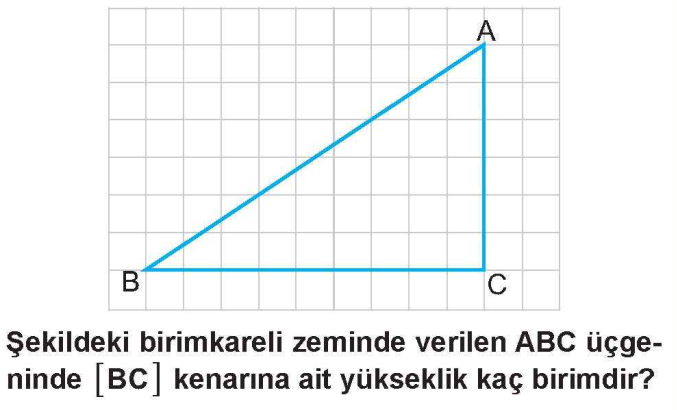 A
B
C
Şekildeki birimkareli zeminde verilen ABC üçge-
ninde [BC] kenarına ait yükseklik kaç birimdir?